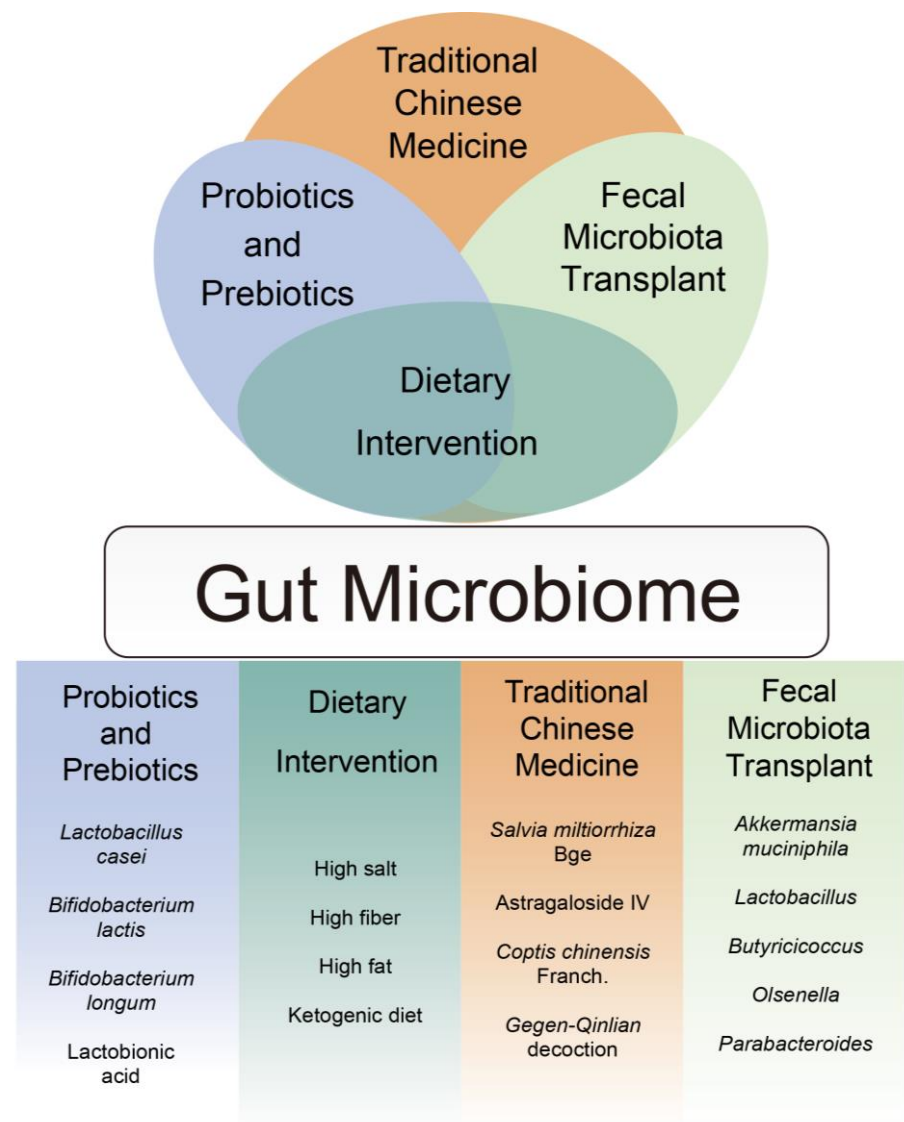 Traditional
Chinese
Medicine
Probiotics
and
Prebiotics
Fecal
Microbiota
Transplant
Dietary
Intervention
Gut Microbiome
Probiotics
and
Prebiotics
Lactobacillus
casei
Bifidobacterium
lactis
Bifidobacterium
longum
Lactobionic
acid
Dietary
Intervention
High salt
High fiber
High fat
Ketogenic diet
Traditional
Chinese
Medicine
Salvia miltiorrhiza
Bge
Astragaloside IV
Coptis chinensis
Franch.
Gegen-Qinlian
decoction
Fecal
Microbiota
Transplant
Akkermansia
muciniphila
Lactobacillus
Butyricicoccus
Olsenella
Parabacteroides